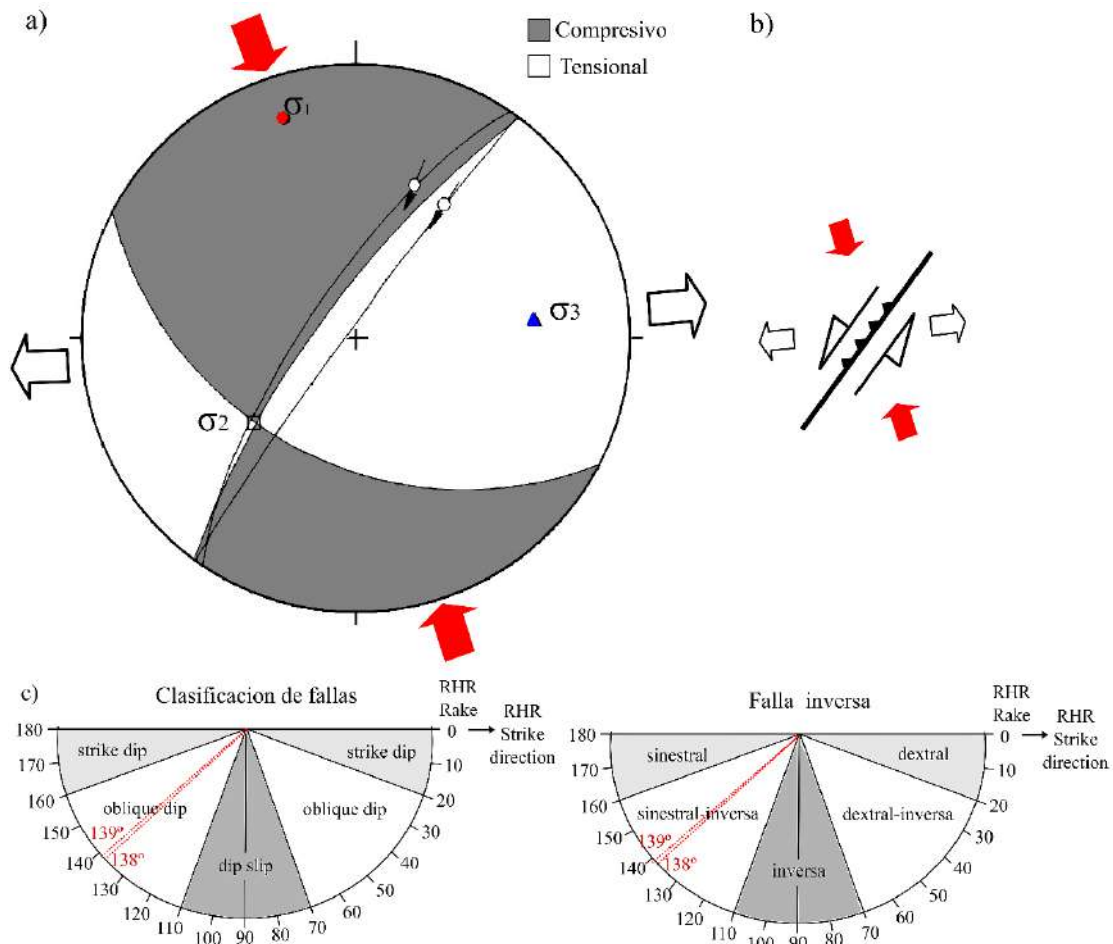 a)
Compresivo
Tensional
b)
σ1
σ3
σ2
c)
Clasificacion de fallas
RHR
Rake
RHR
Strike
direction
180
0
strike dip
strike dip
170
10
160
20
oblique dip
oblique dip
150
30
139º
140
138º
40
130
dip slip
50
120
60
110
70
100
90
80
Falla inversa
RHR
Rake
RHR
Strike
direction
180
0
sinestral
dextral
170
10
160
20
sinestral-inversa
dextral-inversa
150
30
139º
140
138º
40
130
inversa
50
120
60
110
70
100
90
80